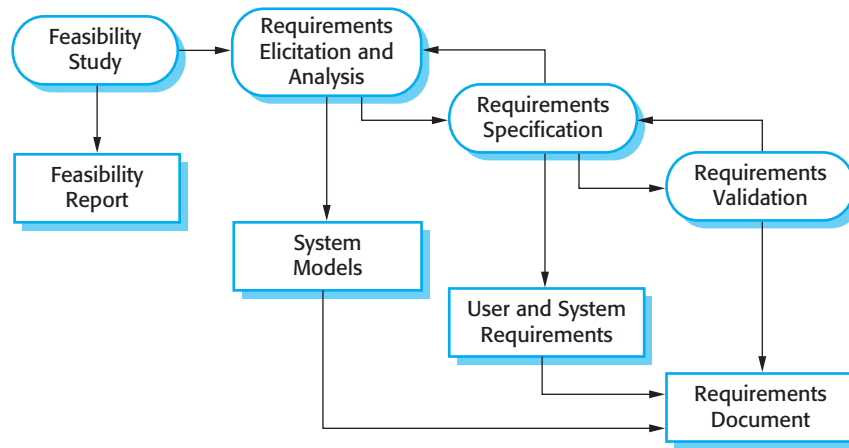 Feasibility
Study
Requirements
Elicitation and
Analysis
Requirements
Specification
Feasibility
Report
Requirements
Validation
System
Models
User and System
Requirements
Requirements
Document